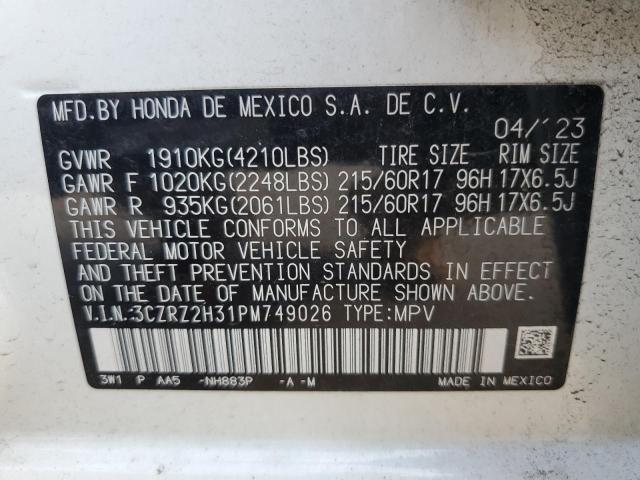 MFD.BY HONDA DE MEXICO S.A. DE C.V.
04/'23
GVWR 1910KG(4210LBS) TIRE SIZE RIM SIZE
GAWR F 1020KG(2248LBS) 215/60R17 96H 17X6.5J
GAWR R 935KG(2061LBS) 215/60R17 96H 17X6.5J
THIS VEHICLE CONFORMS TO ALL APPLICABLE
FEDERAL MOTOR VEHICLE SAFETY
AND THEFT PREVENTION STANDARDS IN EFFECT
ON THE DATE OF MANUFACTURE SHOWN ABOVE.
V.I.N.:3CZRZ2H31PM749026 TYPE:MPV
3W1 P AA5 -NH883P -A -M MADE IN MEXICO